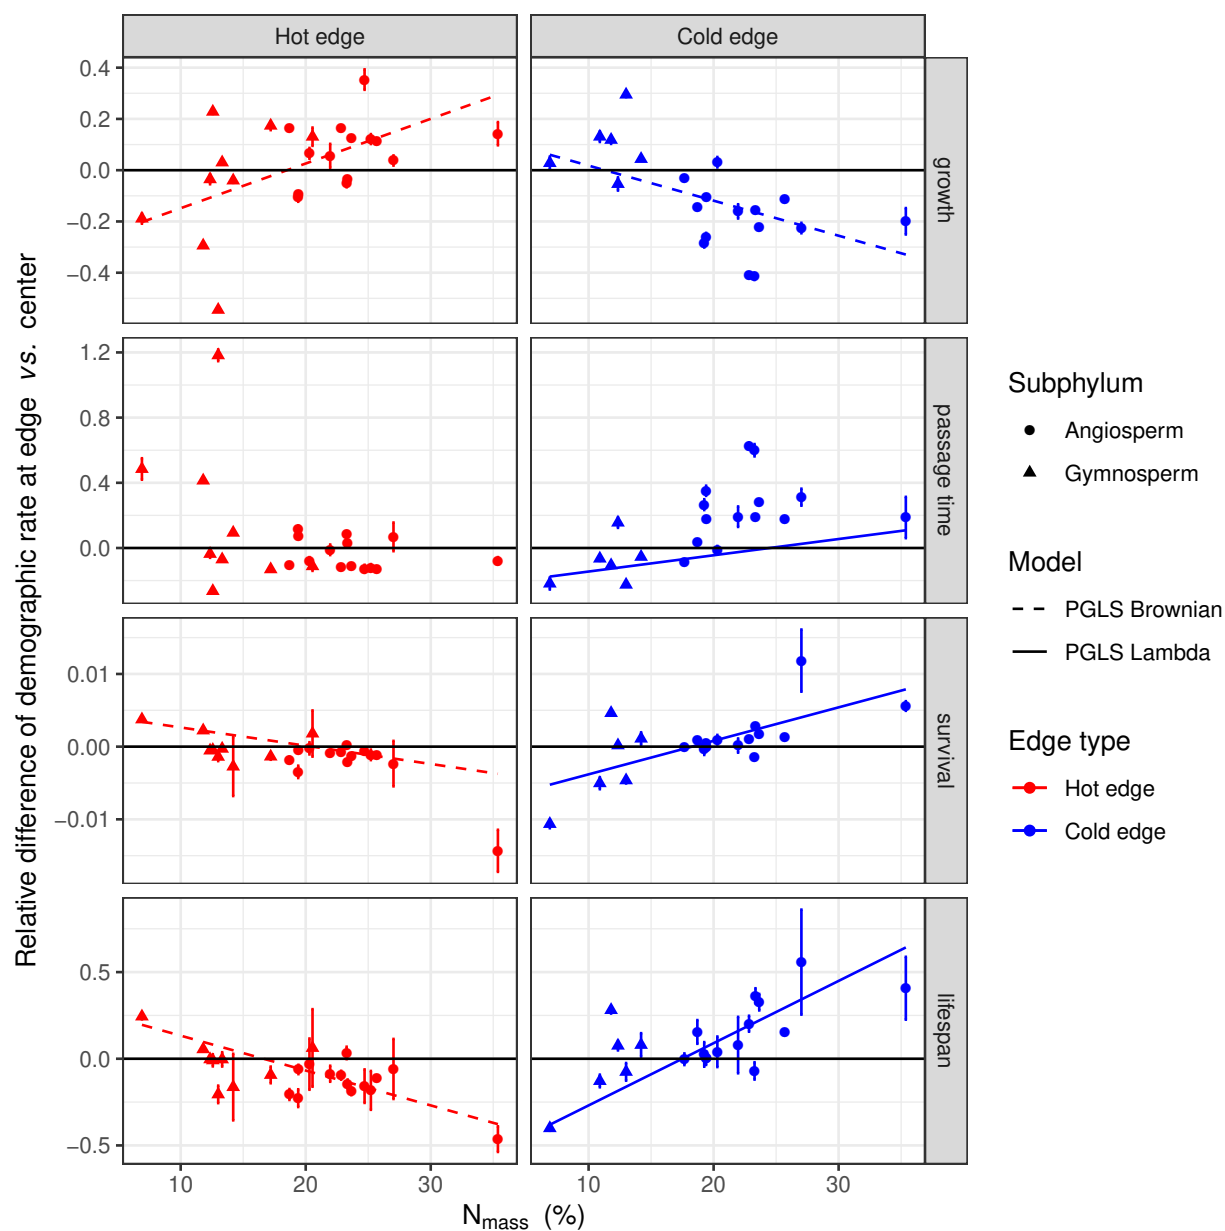 Hot edge
Cold edge
0.4
0.2
0.0
−0.2
−0.4
growth
1.2
0.8
0.4
0.0
passage time
0.01
0.00
−0.01
survival
0.5
0.0
−0.5
lifespan
10
20
30
10
20
30
N_mass (%)
Relative difference of demographic rate at edge vs. center
Subphylum
Angiosperm
Gymnosperm
Model
PGLS Brownian
PGLS Lambda
Edge type
Hot edge
Cold edge